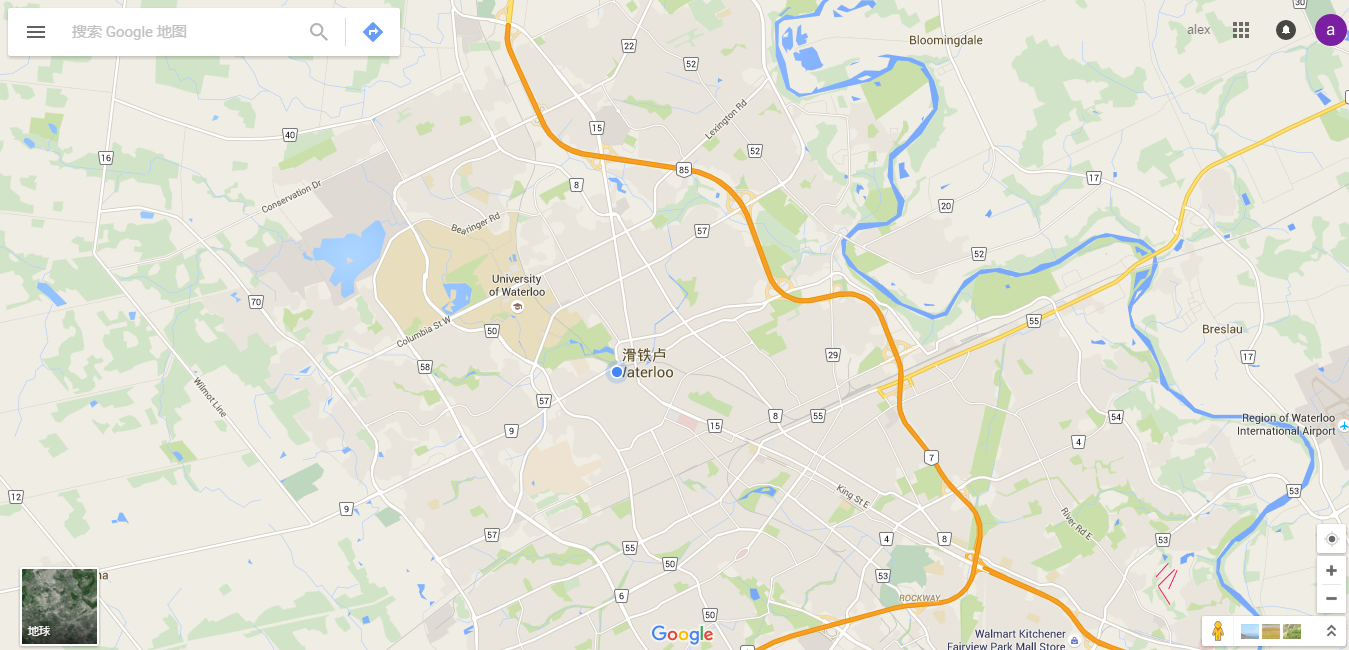 搜索 Google 地图
alex
a
30
Bloomingdale
22
52
Lexington Rd
15
40
52
16
85
17
8
Conservation Dr
20
Bearinger Rd
57
52
University
of Waterloo
70
55
Columbia St W
50
Breslau
滑铁卢
Waterloo
29
17
58
Wilmot Line
57
8
55
54
Region of Waterloo
International Airport
15
9
4
7
12
King St E
53
9
River Rd E
57
4
8
53
55
50
53
6
ROCKWAY
地球
50
Google
Walmart Kitchener
Fairview Park Mall Store